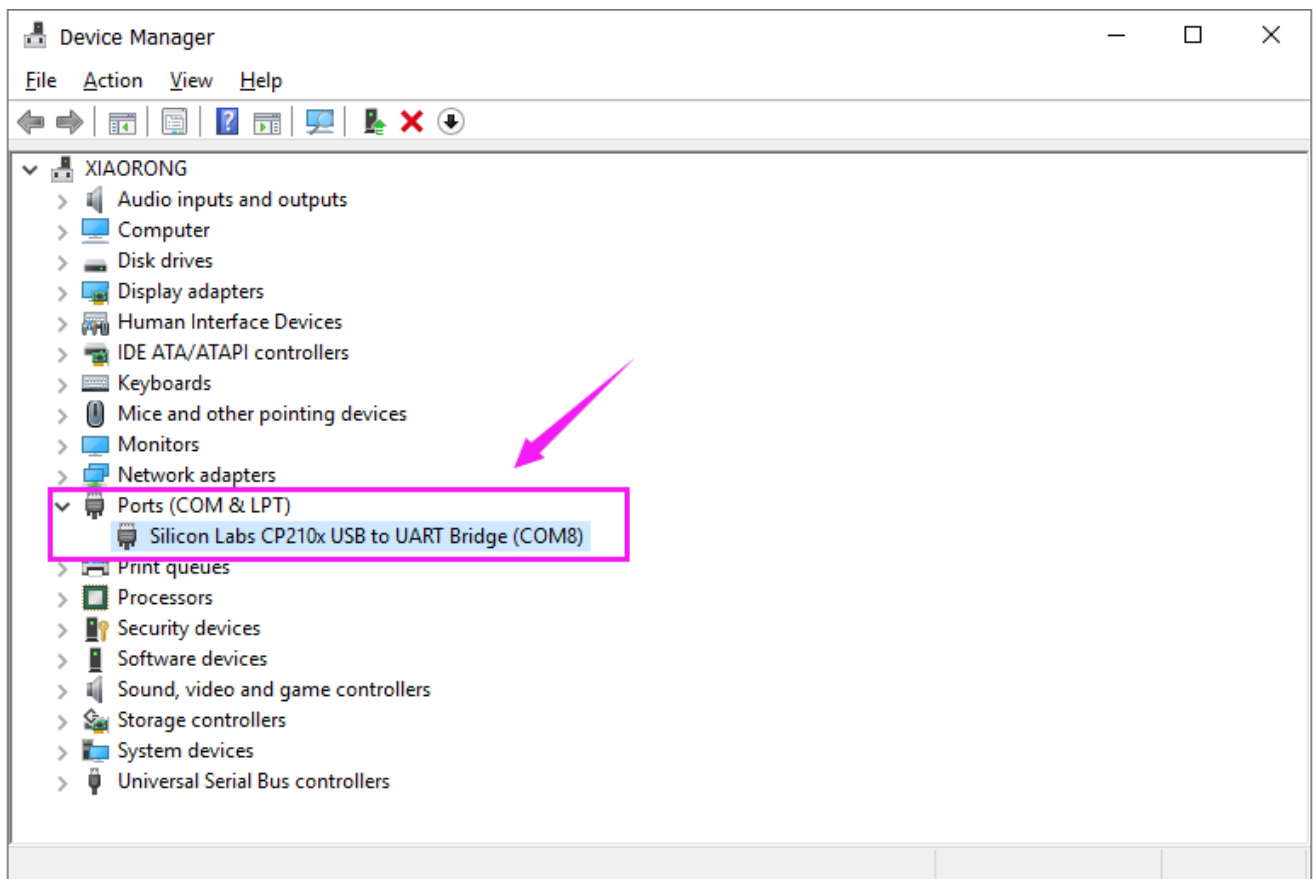 Device Manager
File Action View Help
XIAORONG
Audio inputs and outputs
Computer
Disk drives
Display adapters
Human Interface Devices
IDE ATA/ATAPI controllers
Keyboards
Mice and other pointing devices
Monitors
Network adapters
Ports (COM & LPT)
Silicon Labs CP210x USB to UART Bridge (COM8)
Print queues
Processors
Security devices
Software devices
Sound, video and game controllers
Storage controllers
System devices
Universal Serial Bus controllers